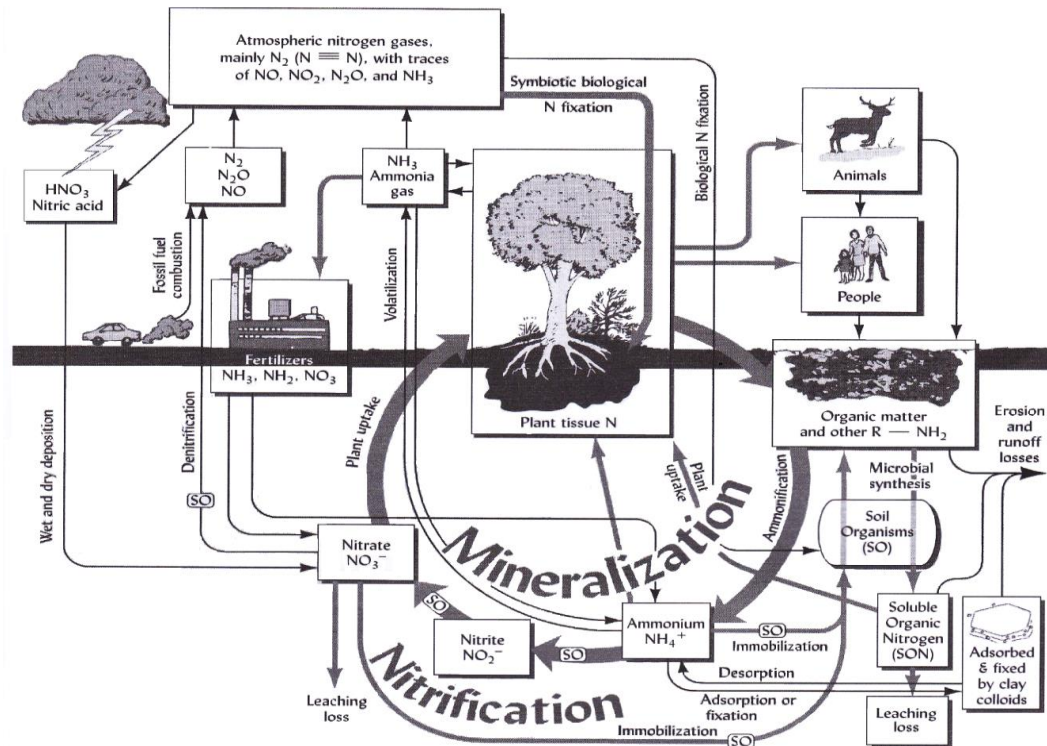 Atmospheric nitrogen gases,
mainly N₂ (N ≡ N), with traces
of NO, NO₂, N₂O, and NH₃
Symbiotic biological
N fixation
Biological N fixation
HNO₃
Nitric acid
N₂
N₂O
NO
NH₃
Ammonia
gas
Animals
People
Fossil fuel
combustion
Volatilization
Fertilizers
NH₃, NH₂, NO₃
Plant tissue N
Organic matter
and other R — NH₂
Erosion and
runoff
losses
Wet and dry deposition
Denitrification
SO
Plant uptake
Plant
uptake
Ammonification
Microbial
synthesis
Soil
Organisms
(SO)
Mineralization
Nitrate
NO₃⁻
SO
Nitrite
NO₂⁻
SO
Ammonium
NH₄⁺
SO
Immobilization
Soluble
Organic
Nitrogen
(SON)
Adsorbed
& fixed
by clay
colloids
Desorption
Adsorption or
fixation
Nitrification
Leaching
loss
Immobilization
SO
Leaching
loss